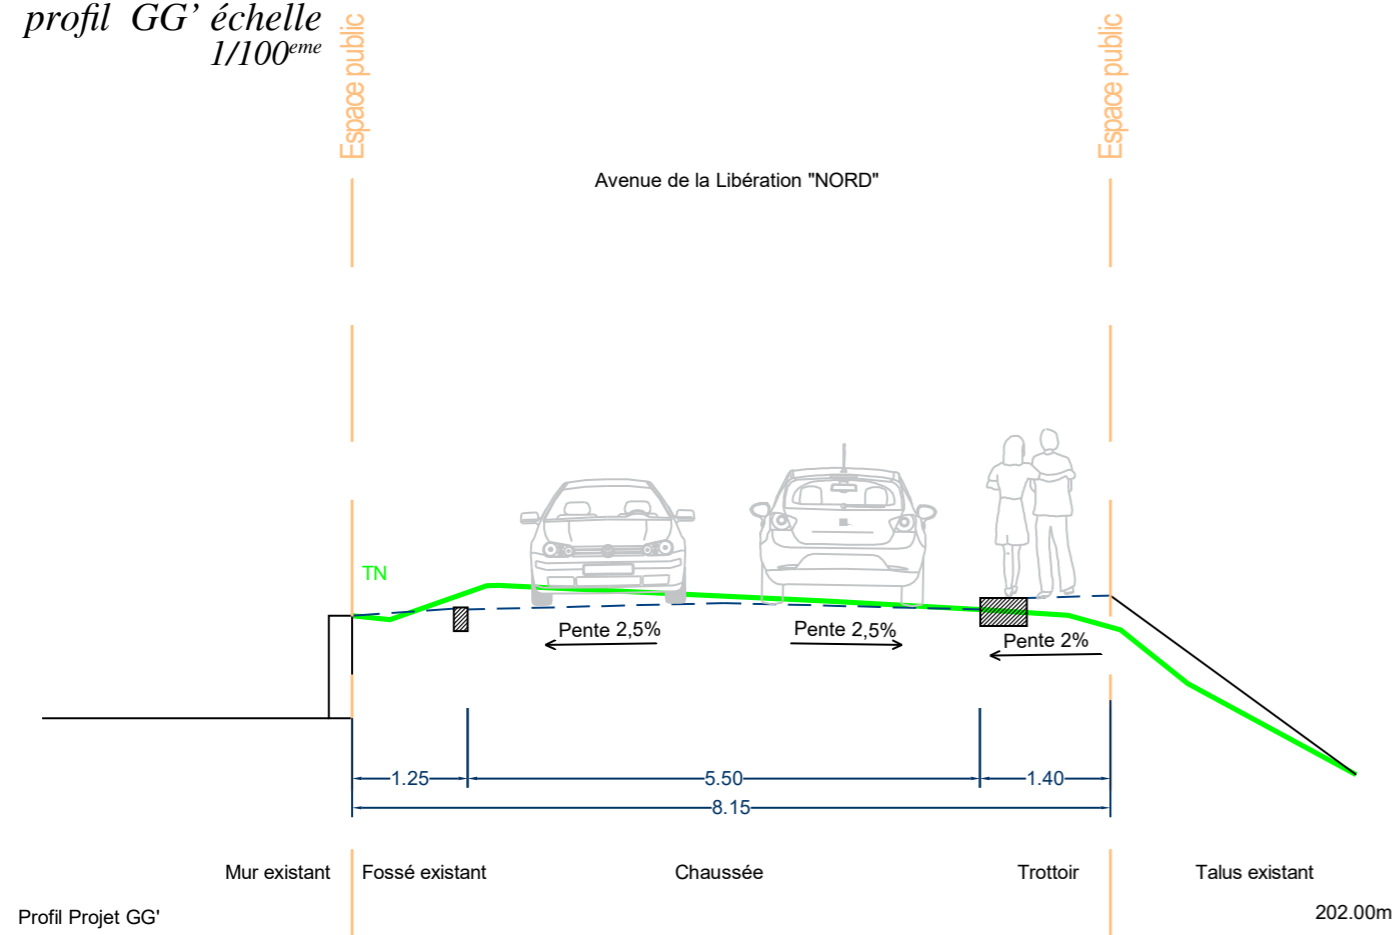 profil GG’ échelle
1/100eme
Espace public
Espace public
Avenue de la Libération "NORD"
TN
Pente 2,5%
Pente 2,5%
Pente 2%
1.25
5.50
1.40
8.15
Mur existant
Fossé existant
Chaussée
Trottoir
Talus existant
Profil Projet GG'
202.00m